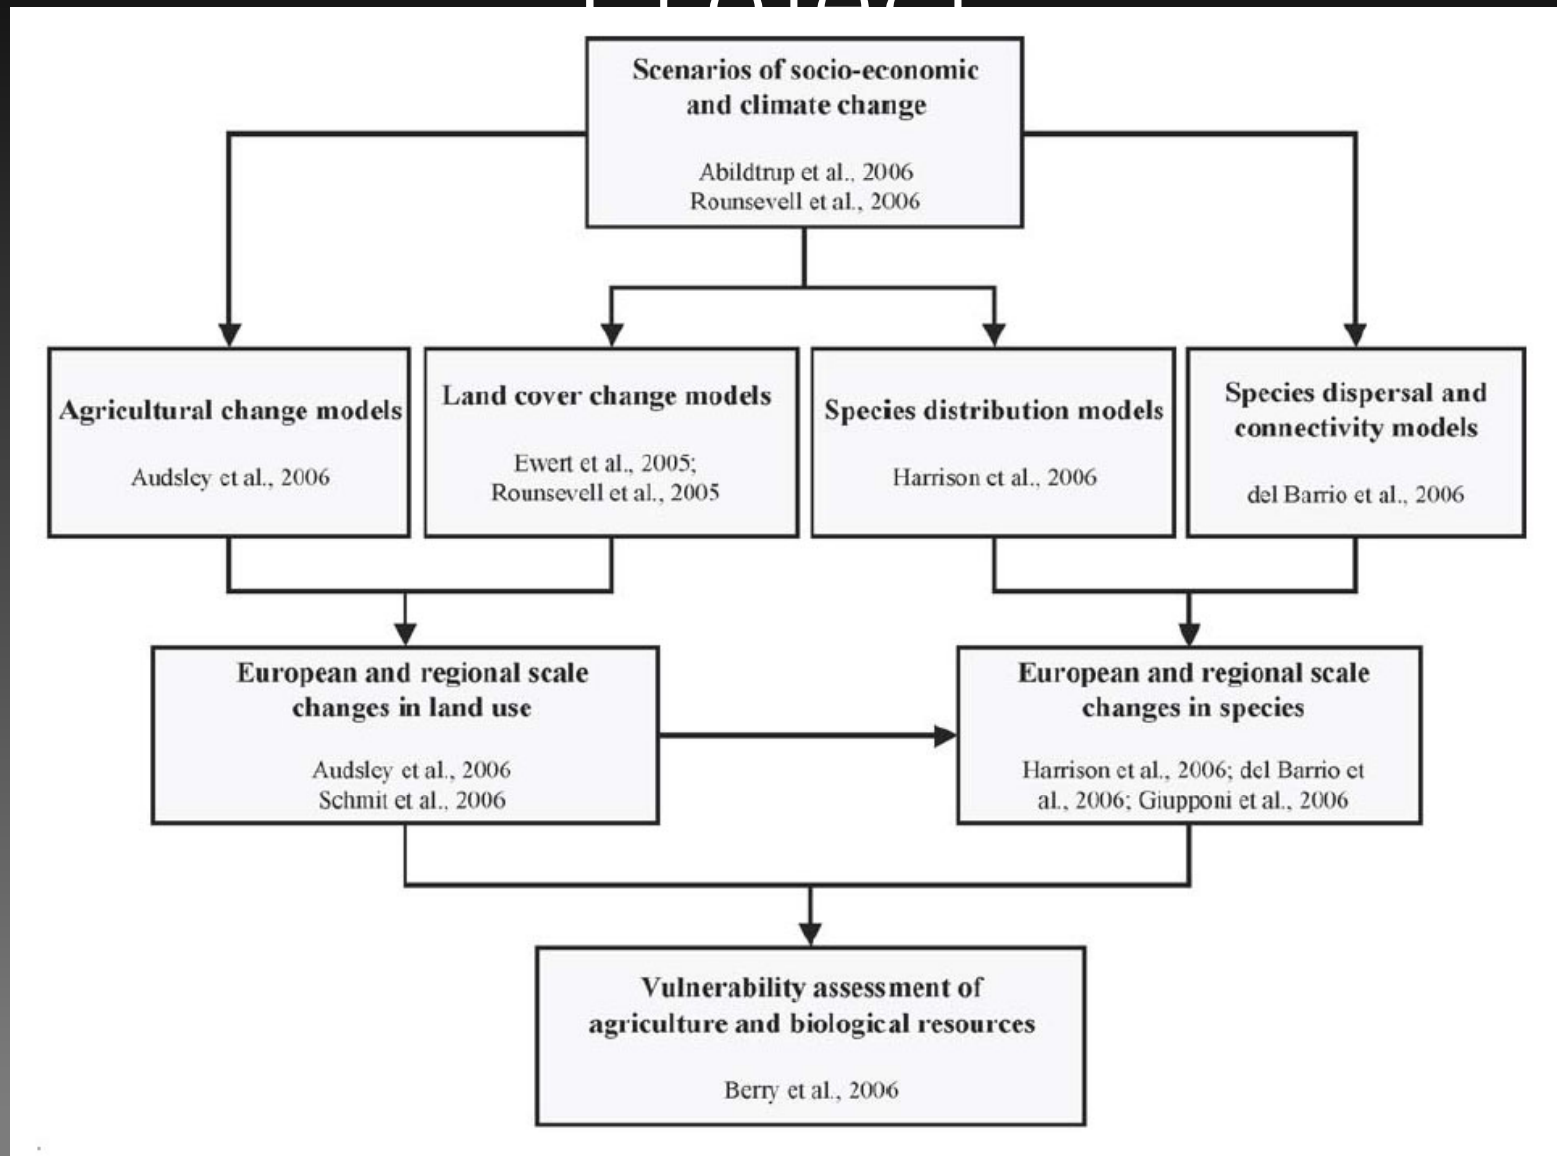 Scenarios of socio-economic
and climate change
Abildtrup et al., 2006
Rounsevell et al., 2006
Agricultural change models
Audsley et al., 2006
Land cover change models
Ewert et al., 2005;
Rounsevell et al., 2005
Species distribution models
Harrison et al., 2006
Species dispersal and
connectivity models
del Barrio et al., 2006
European and regional scale
changes in land use
Audsley et al., 2006
Schmit et al., 2006
European and regional scale
changes in species
Harrison et al., 2006; del Barrio et
al., 2006; Giupponi et al., 2006
Vulnerability assessment of
agriculture and biological resources
Berry et al., 2006